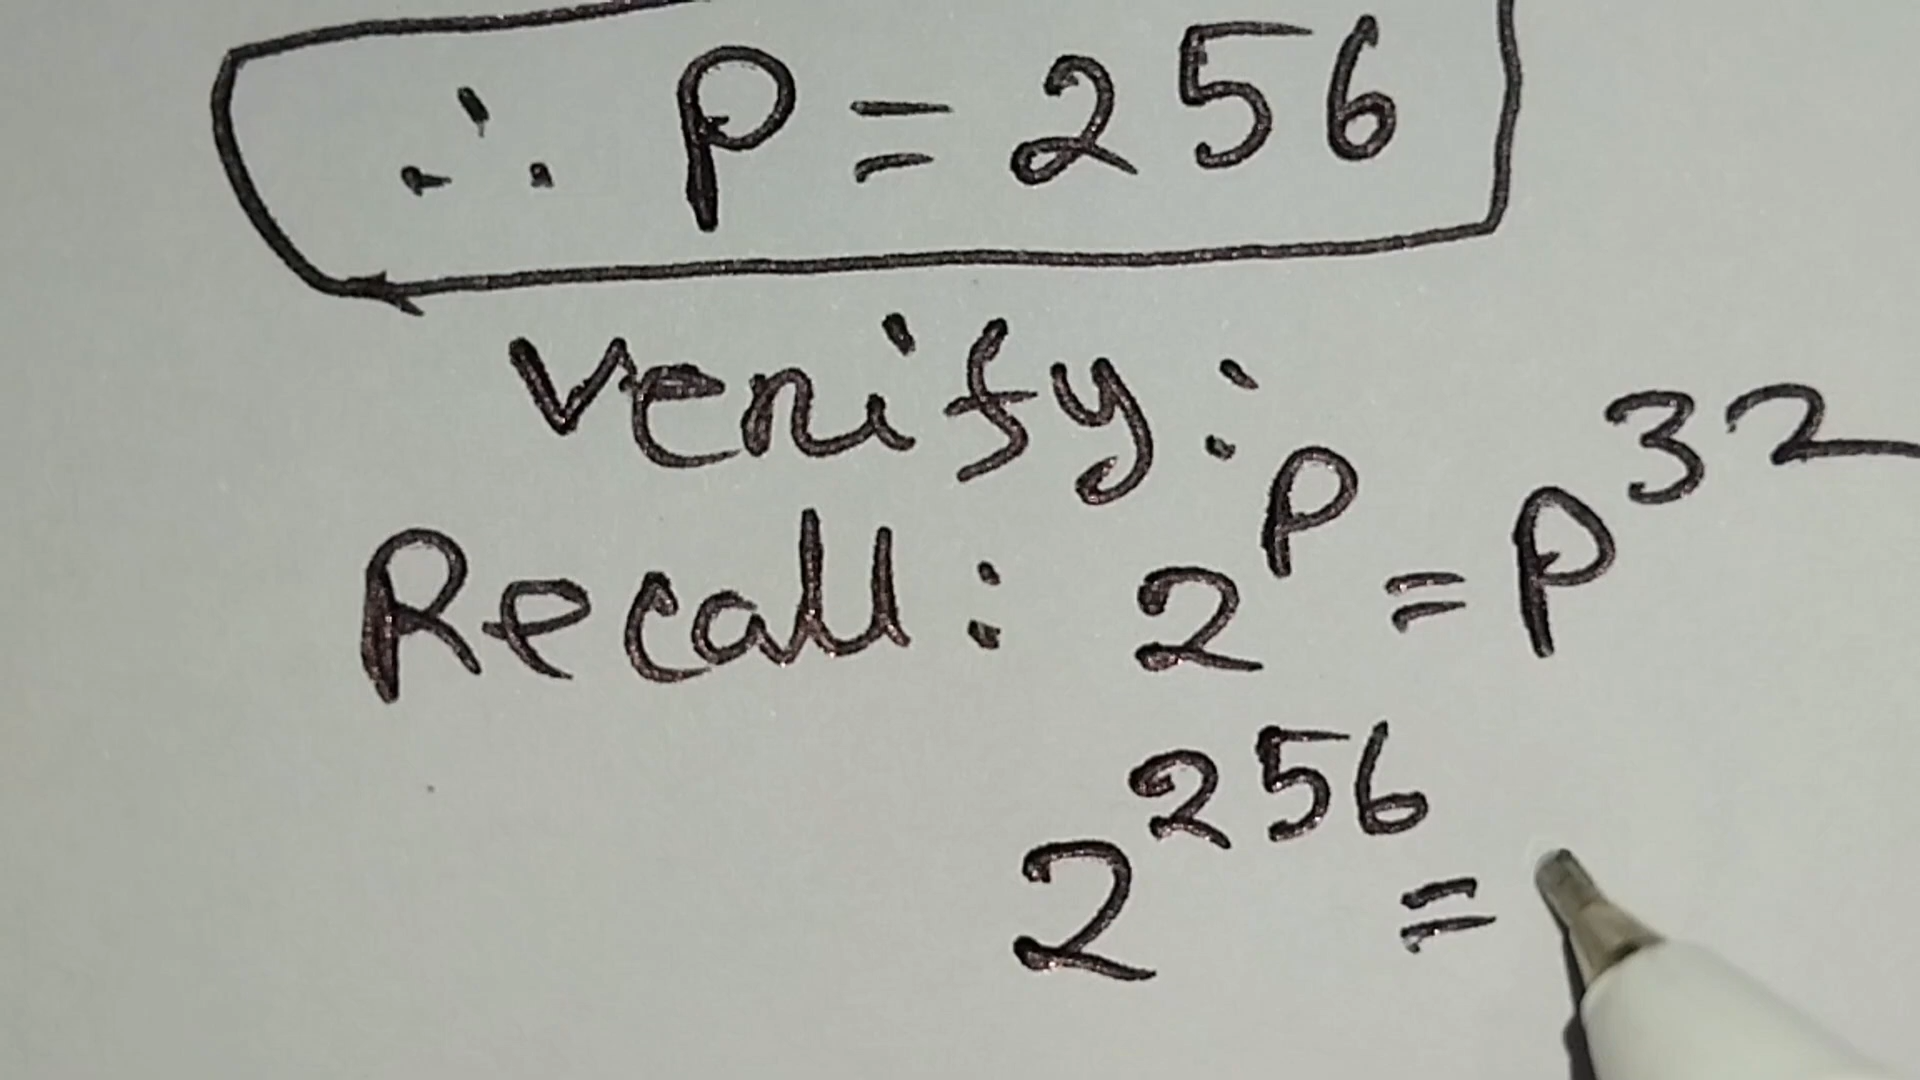 ∴ P = 256
Verify:
Recall: 2^P = P^32
2^256 =